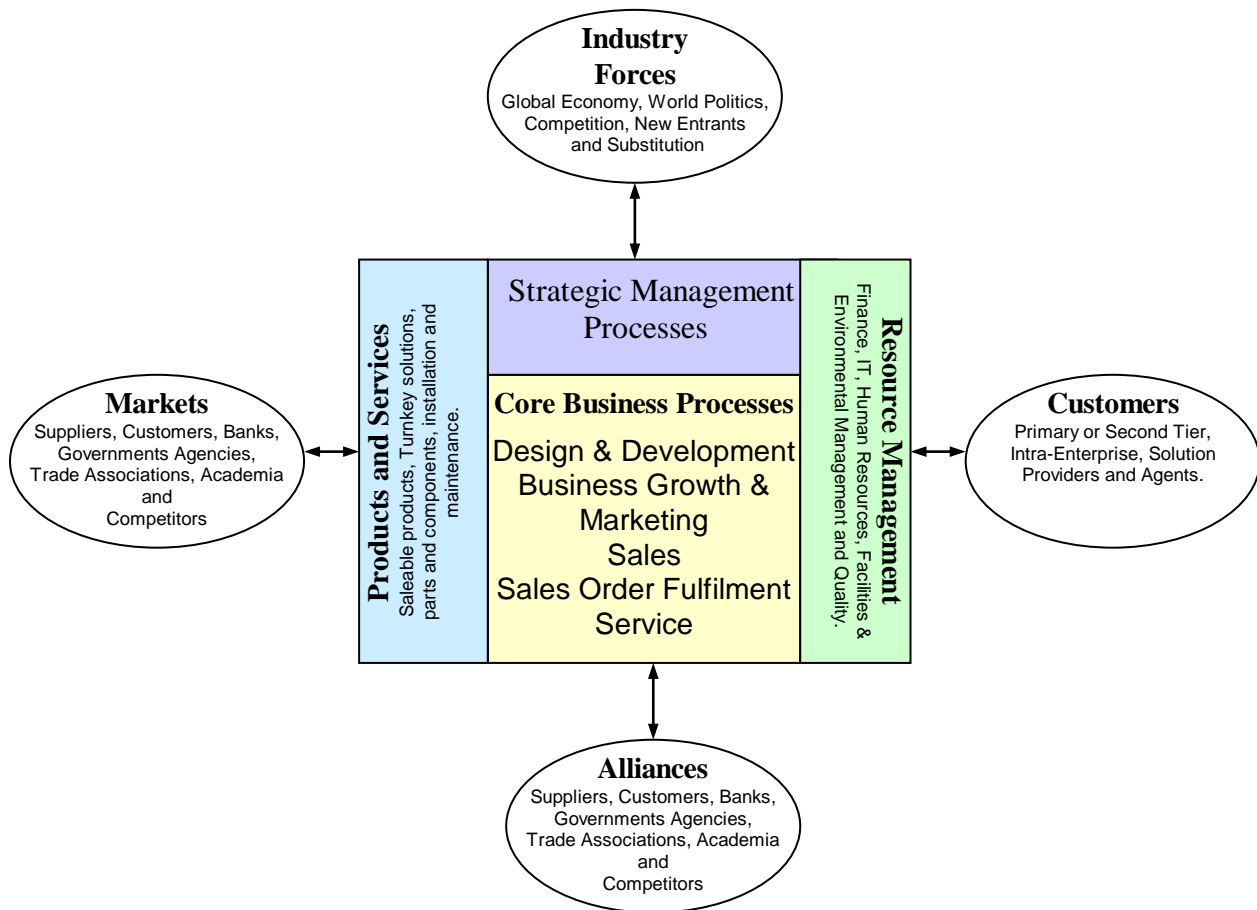 Industry
Forces
Global Economy, World Politics,
Competition, New Entrants
and Substitution
Strategic Management
Processes
Products and Services
Saleable products, Turnkey solutions,
parts and components, installation and
maintenance.
Core Business Processes
Design & Development
Business Growth &
Marketing
Sales
Sales Order Fulfilment
Service
Resource Management
Finance, IT, Human Resources, Facilities &
Environmental Management and Quality.
Markets
Suppliers, Customers, Banks,
Governments Agencies,
Trade Associations, Academia
and
Competitors
Customers
Primary or Second Tier,
Intra-Enterprise, Solution
Providers and Agents.
Alliances
Suppliers, Customers, Banks,
Governments Agencies,
Trade Associations, Academia
and
Competitors